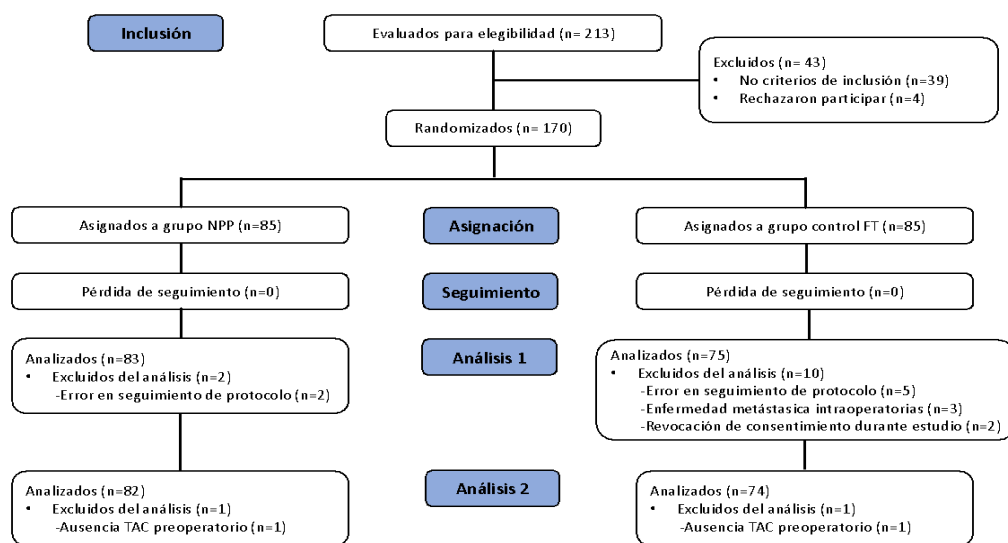 Inclusión
Evaluados para elegibilidad (n= 213)
Excluidos (n= 43)
• No criterios de inclusión (n=39)
• Rechazaron participar (n=4)
Randomizados (n= 170)
Asignados a grupo NPP (n=85)
Asignación
Asignados a grupo control FT (n=85)
Pérdida de seguimiento (n=0)
Seguimiento
Pérdida de seguimiento (n=0)
Analizados (n=83)
• Excluidos del análisis (n=2)
-Error en seguimiento de protocolo (n=2)
Análisis 1
Analizados (n=75)
• Excluidos del análisis (n=10)
-Error en seguimiento de protocolo (n=5)
-Enfermedad metástasica intraoperatorias (n=3)
-Revocación de consentimiento durante estudio (n=2)
Analizados (n=82)
• Excluidos del análisis (n=1)
-Ausencia TAC preoperatorio (n=1)
Análisis 2
Analizados (n=74)
• Excluidos del análisis (n=1)
-Ausencia TAC preoperatorio (n=1)